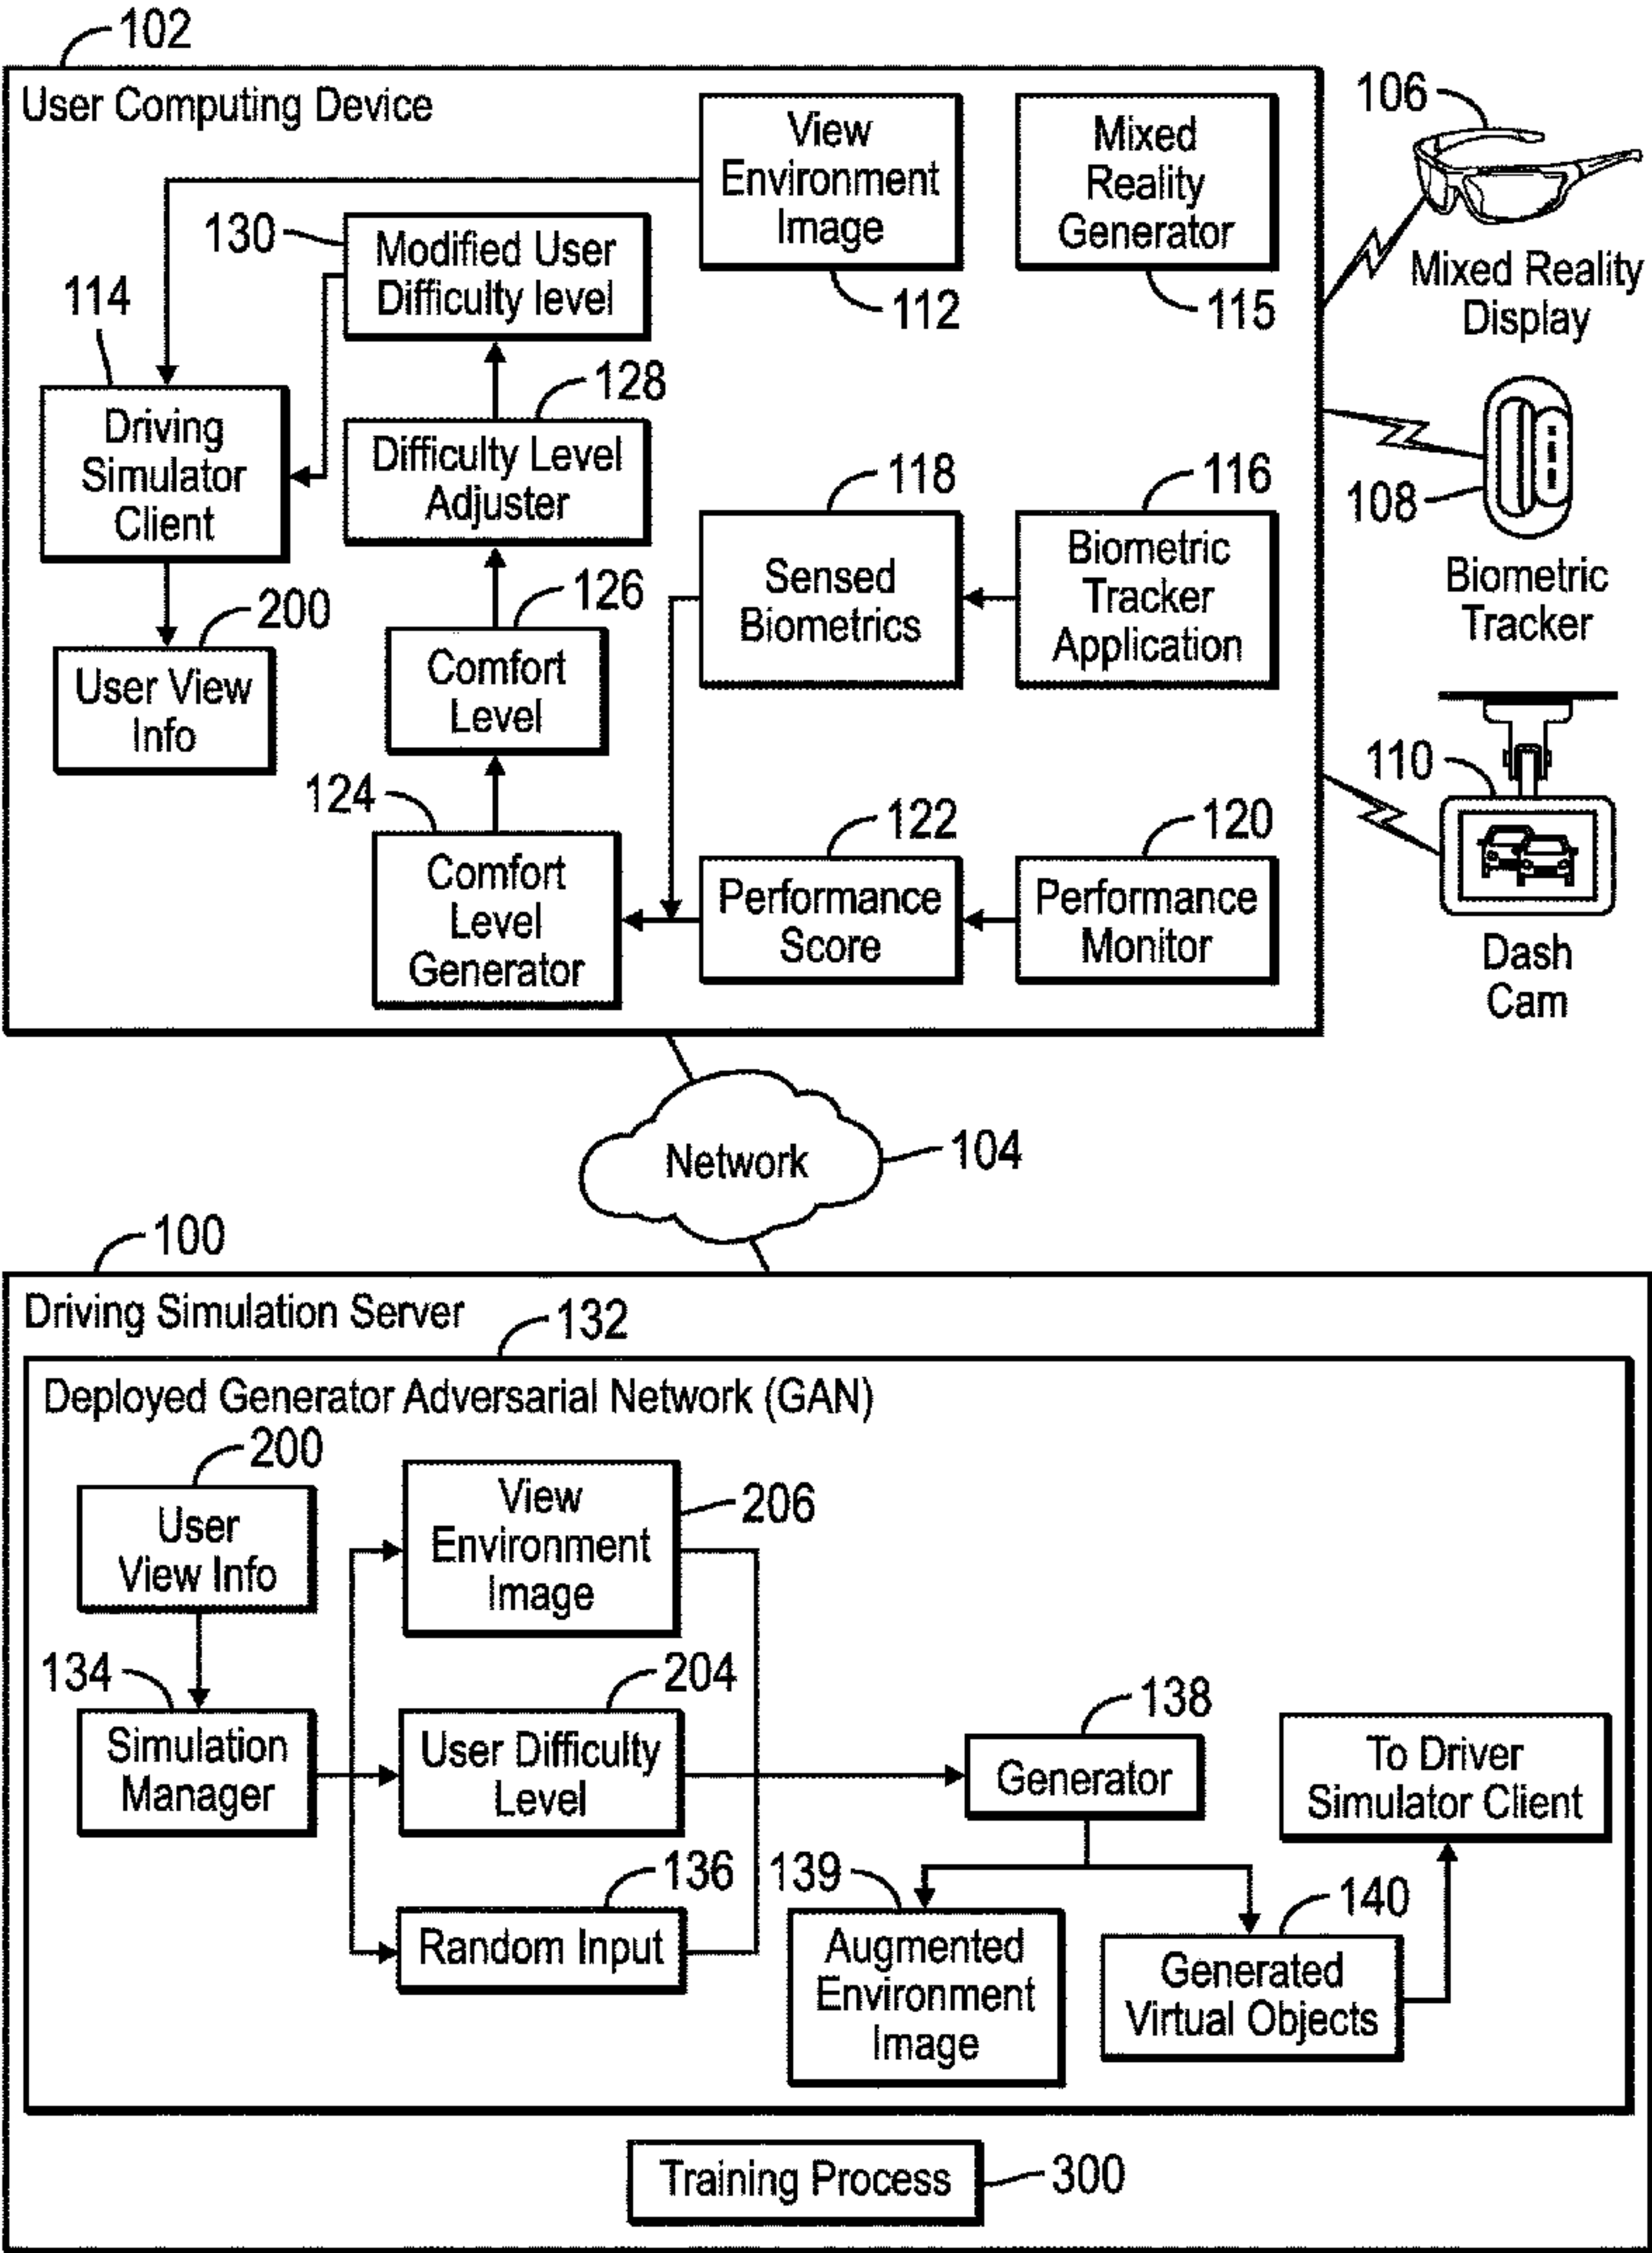 102
User Computing Device
View
Environment
Image
112
Mixed
Reality
Generator
115
106
Mixed Reality
Display
130
Modified User
Difficulty level
114
Driving
Simulator
Client
128
Difficulty Level
Adjuster
118
Sensed
Biometrics
116
Biometric
Tracker
Application
108
Biometric
Tracker
200
User View
Info
126
Comfort
Level
124
Comfort
Level
Generator
122
Performance
Score
120
Performance
Monitor
110
Dash
Cam
Network
104
100
Driving Simulation Server
132
Deployed Generator Adversarial Network (GAN)
200
User
View Info
View
Environment
Image
206
134
Simulation
Manager
204
User Difficulty
Level
136
Random Input
138
Generator
To Driver
Simulator Client
139
Augmented
Environment
Image
140
Generated
Virtual Objects
Training Process
300